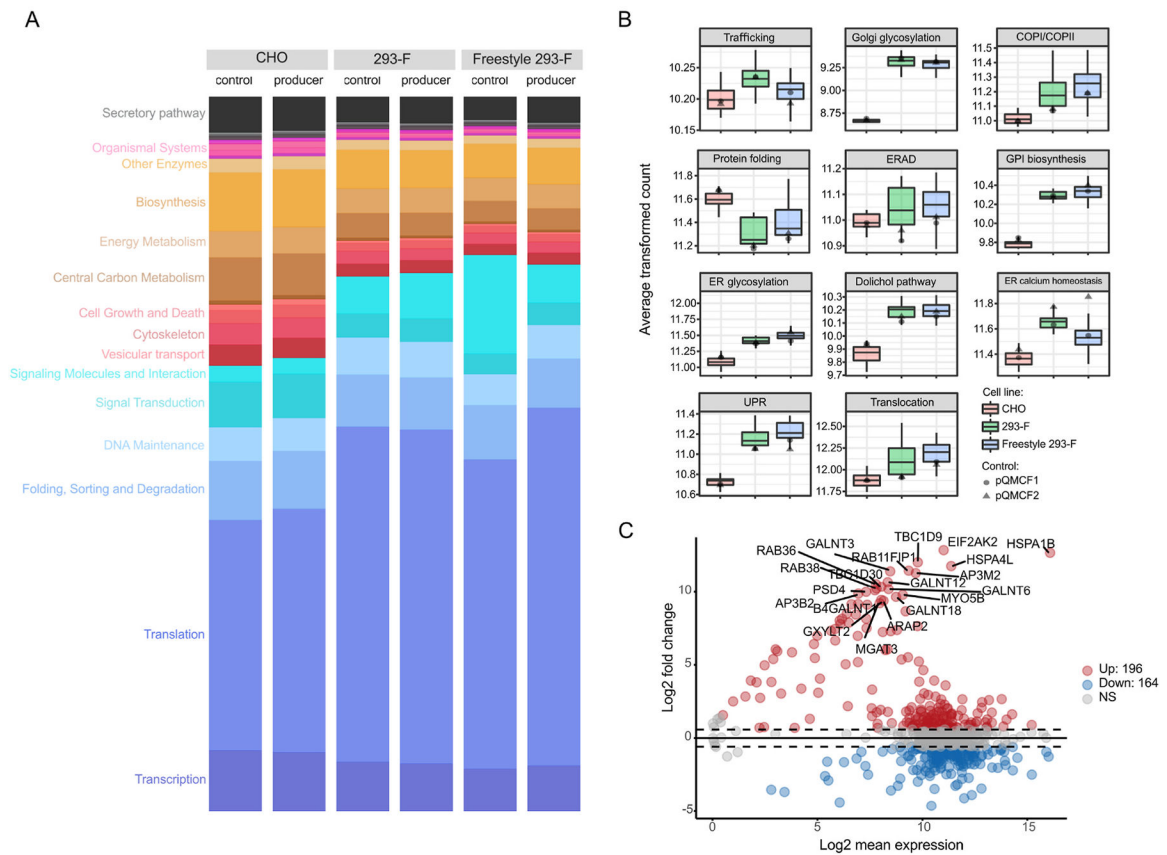 A
CHO
293-F
Freestyle 293-F
control
producer
control
producer
control
producer
Secretory pathway
Organismal Systems
Other Enzymes
Biosynthesis
Energy Metabolism
Central Carbon Metabolism
Cell Growth and Death
Cytoskeleton
Vesicular transport
Signaling Molecules and Interaction
Signal Transduction
DNA Maintenance
Folding, Sorting and Degradation
Translation
Transcription
B
Average transformed count
Trafficking
10.25
10.20
10.15
Golgi glycosylation
9.25
9.00
8.75
COPI/COPII
11.5
11.4
11.3
11.2
11.1
11.0
Protein folding
11.8
11.6
11.4
11.2
ERAD
11.2
11.1
11.0
10.9
GPI biosynthesis
10.4
10.2
10.0
9.8
ER glycosylation
12.00
11.75
11.50
11.25
11.00
Dolichol pathway
10.3
10.2
10.1
10.0
9.9
9.8
9.7
ER calcium homeostasis
11.8
11.6
11.4
UPR
11.4
11.2
11.0
10.8
10.6
Translocation
12.50
12.25
12.00
11.75
Cell line:
CHO
293-F
Freestyle 293-F
Control:
pQMCF1
pQMCF2
C
Log2 fold change
10
5
0
-5
0
5
10
15
Log2 mean expression
TBC1D9
EIF2AK2
HSPA1B
GALNT3
RAB11FIP1
HSPA4L
RAB36
AP3M2
RAB38
TBC1D30
GALNT12
GALNT6
PSD4
MYO5B
AP3B2
B4GALNT1
GALNT18
GXYLT2
ARAP2
MGAT3
Up: 196
Down: 164
NS